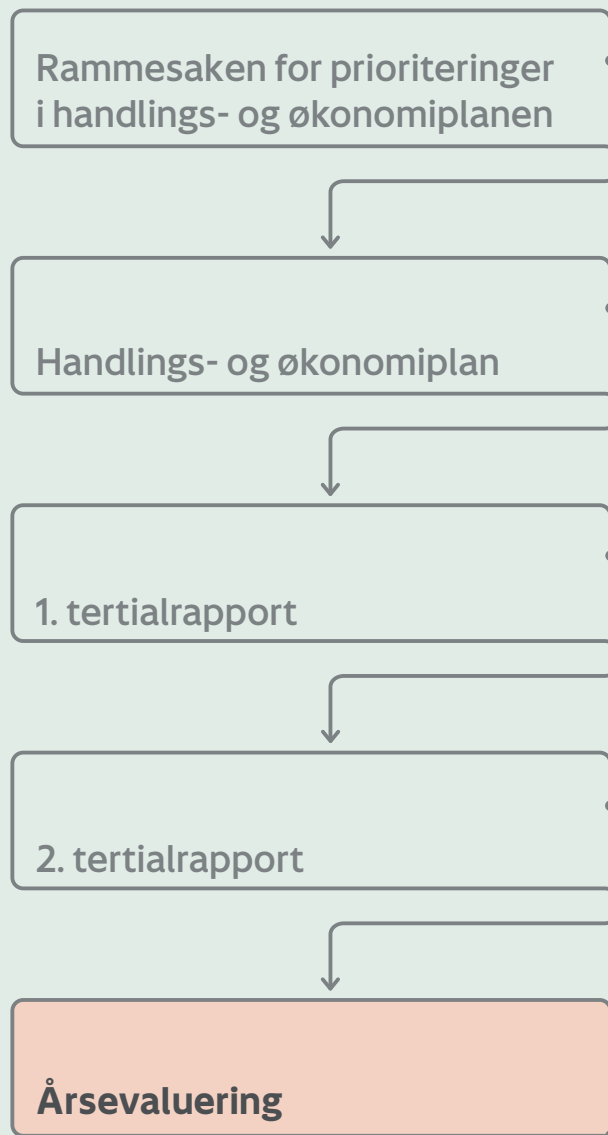 Rammesaken for prioriteringer
i handlings- og økonomiplanen
Handlings- og økonomiplan
1. tertialrapport
2. tertialrapport
Årsevaluering